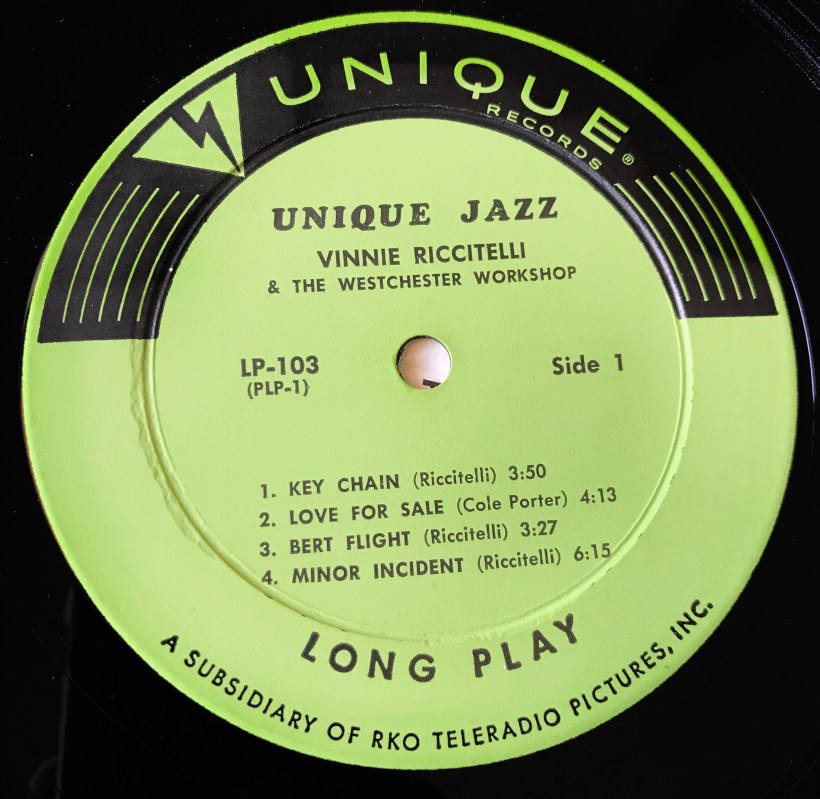 UNIQUE
RECORDS®
UNIQUE JAZZ
VINNIE RICCITELLI
& THE WESTCHESTER WORKSHOP
LP-103
(PLP-1)
Side 1
1. KEY CHAIN (Riccitelli) 3:50
2. LOVE FOR SALE (Cole Porter) 4:13
3. BERT FLIGHT (Riccitelli) 3:27
4. MINOR INCIDENT (Riccitelli) 6:15
LONG PLAY
A SUBSIDIARY OF RKO TELERADIO PICTURES, INC.